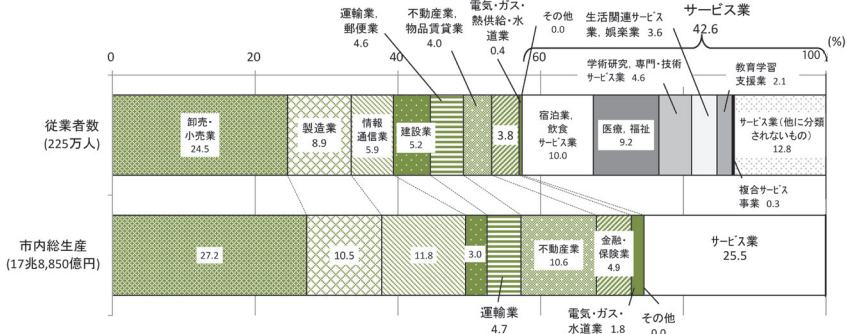 運輸業,
郵便業
4.6
不動産業,
物品賃貸業
4.0
電気・ガス・
熱供給・水
道業
0.4
その他
0.0
生活関連サービス
業, 娯楽業 3.6
サービス業
42.6
学術研究, 専門・技術
サービス業 4.6
教育学習
支援業 2.1
0
20
40
60
80
100
(%)
従業者数
(225万人)
卸売・
小売業
24.5
製造業
8.9
情報
通信業
5.9
建設業
5.2
3.8
宿泊業,
飲食
サービス業
10.0
医療, 福祉
9.2
サービス業(他に分類
されないもの)
12.8
複合サービス
事業 0.3
市内総生産
(17兆8,850億円)
27.2
10.5
11.8
3.0
運輸業
4.7
不動産業
10.6
金融・
保険業
4.9
電気・ガス・
水道業 1.8
その他
0.0
サービス業
25.5